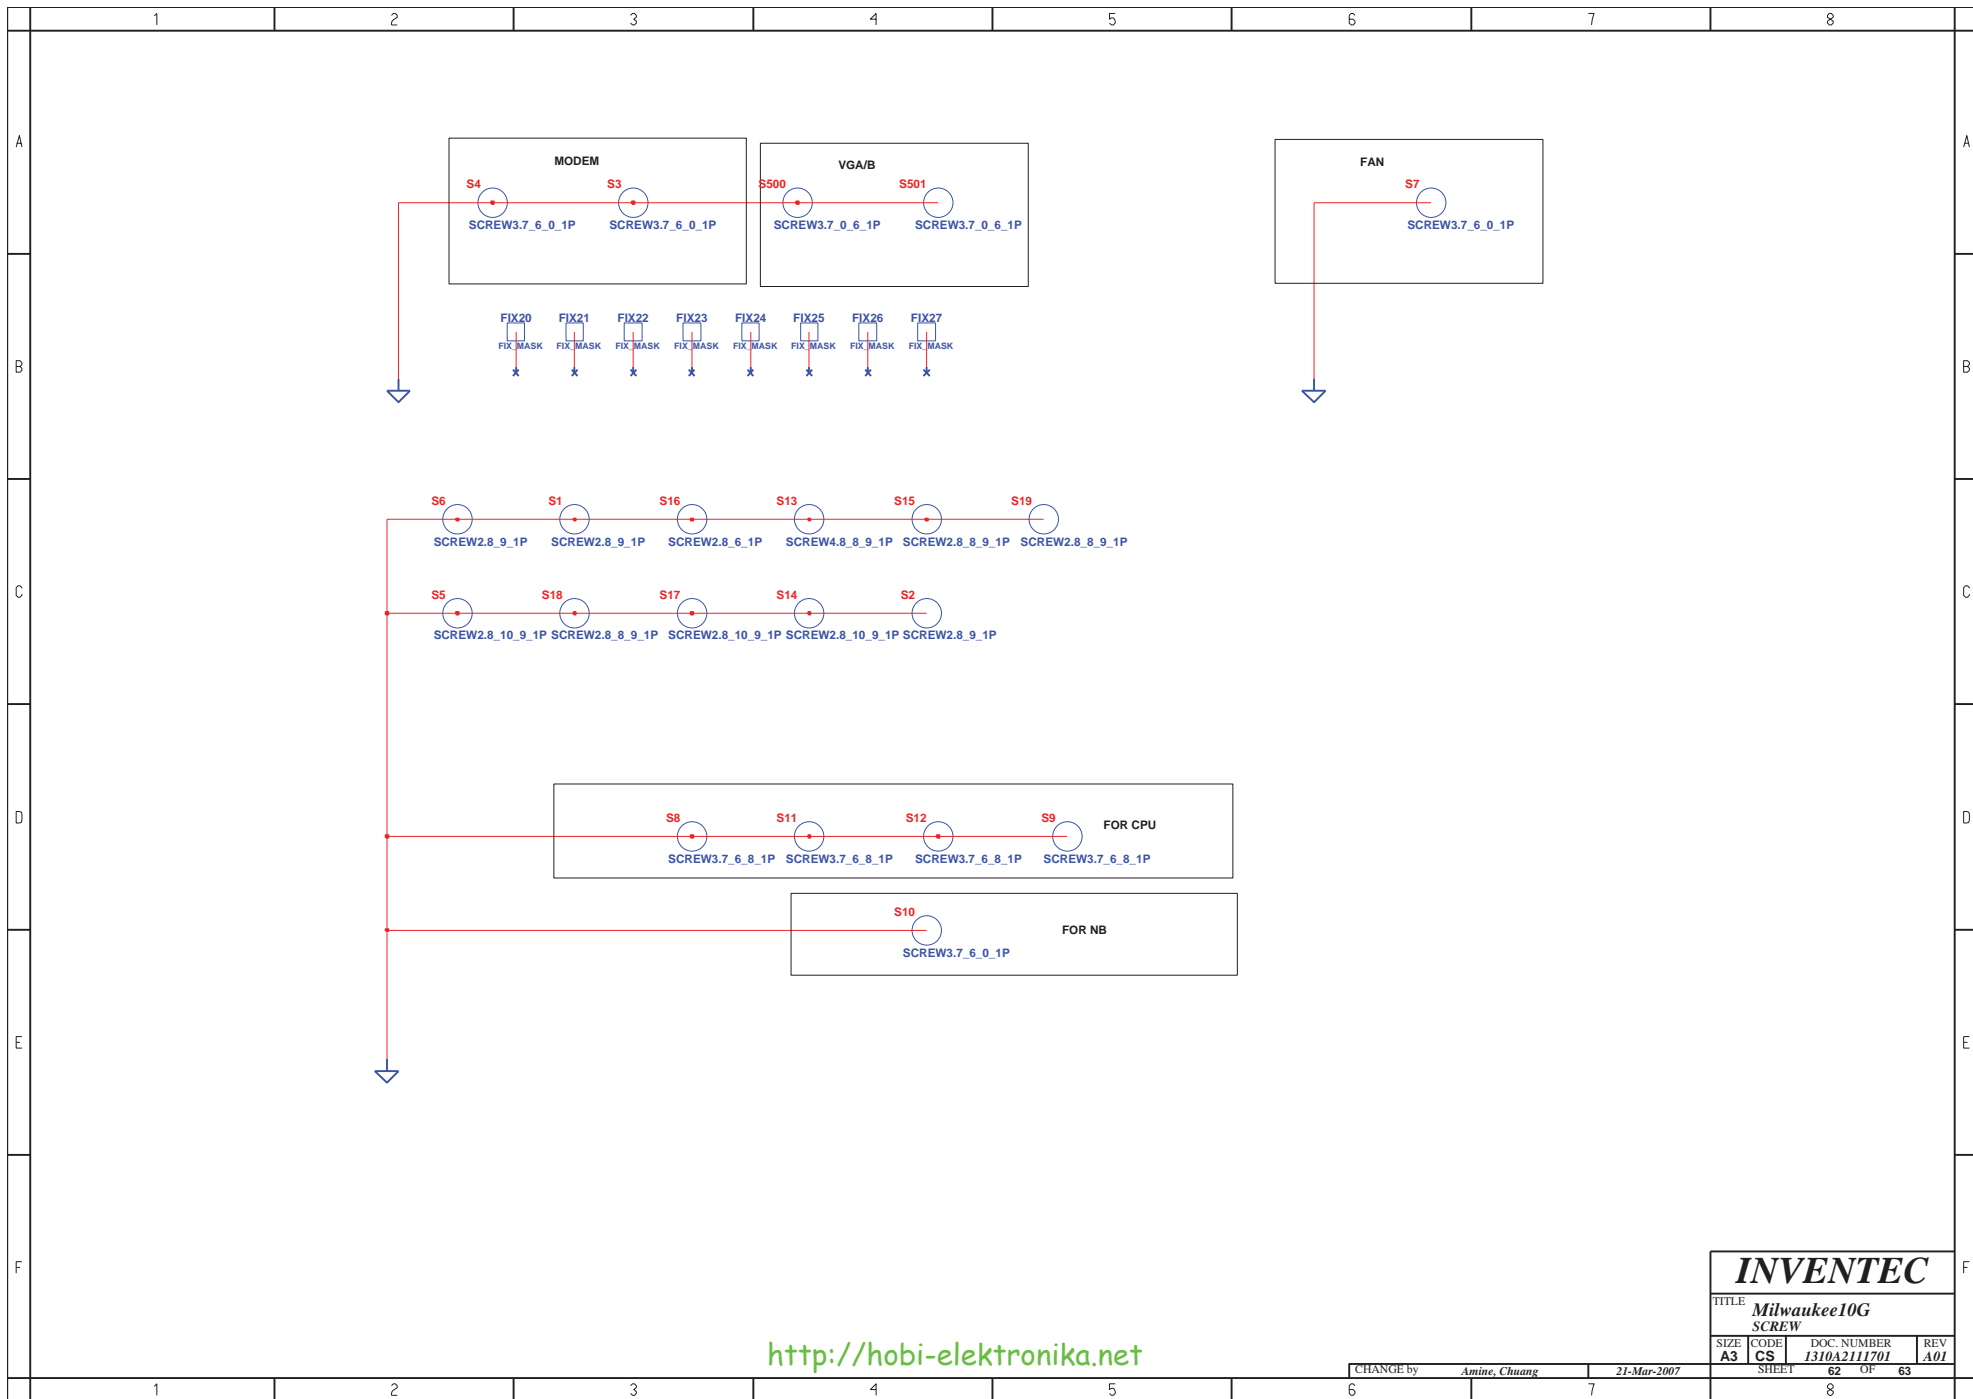 1 2 3 4 5 6 7 8
A A
MODEM VGA/B FAN
S4 S3 S500 S501 S7
SCREW3.7_6_0_1P SCREW3.7_6_0_1P SCREW3.7_0_6_1P SCREW3.7_0_6_1P SCREW3.7_6_0_1P
FIX20 FIX21 FIX22 FIX23 FIX24 FIX25 FIX26 FIX27
FIX_MASK FIX_MASK FIX_MASK FIX_MASK FIX_MASK FIX_MASK FIX_MASK FIX_MASK
B B
S6 S1 S16 S13 S15 S19
SCREW2.8_9_1P SCREW2.8_9_1P SCREW2.8_6_1P SCREW4.8_8_9_1P SCREW2.8_8_9_1P SCREW2.8_8_9_1P
C C
S5 S18 S17 S14 S2
SCREW2.8_10_9_1P SCREW2.8_8_9_1P SCREW2.8_10_9_1P SCREW2.8_10_9_1P SCREW2.8_9_1P
D D
S8 S11 S12 S9 FOR CPU
SCREW3.7_6_8_1P SCREW3.7_6_8_1P SCREW3.7_6_8_1P SCREW3.7_6_8_1P
S10 FOR NB
SCREW3.7_6_0_1P
E E
F F
INVENTEC
TITLE Milwaukee10G
SCREW
SIZE CODE DOC. NUMBER REV
A3 CS 1310A2111701 A01
CHANGE by Amine, Chuang 21-Mar-2007 SHEET 62 OF 63
http://hobi-elektronika.net
1 2 3 4 5 6 7 8